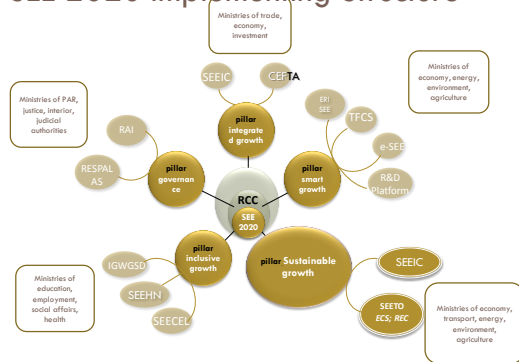 SEE 2020 Implementing Structure
Ministries of trade,
economy,
investment
SEEIC
CEFTA
Ministries of
economy, energy,
environment,
agriculture
Ministries of PAR,
justice, interior,
judicial
authorities
ERI
SEE
TFCS
RAI
pillar
integrate
d growth
e-SEE
RESPAL
AS
pillar
governan
ce
pillar
smart
growth
R&D
Platform
RCC
SEE
2020
pillar
inclusive
growth
pillar Sustainable
growth
IGWGSD
SEEHN
SEECEL
SEEIC
SEETO
ECS; REC
Ministries of
education,
employment,
social affairs,
health
Ministries of economy,
transport, energy,
environment,
agriculture